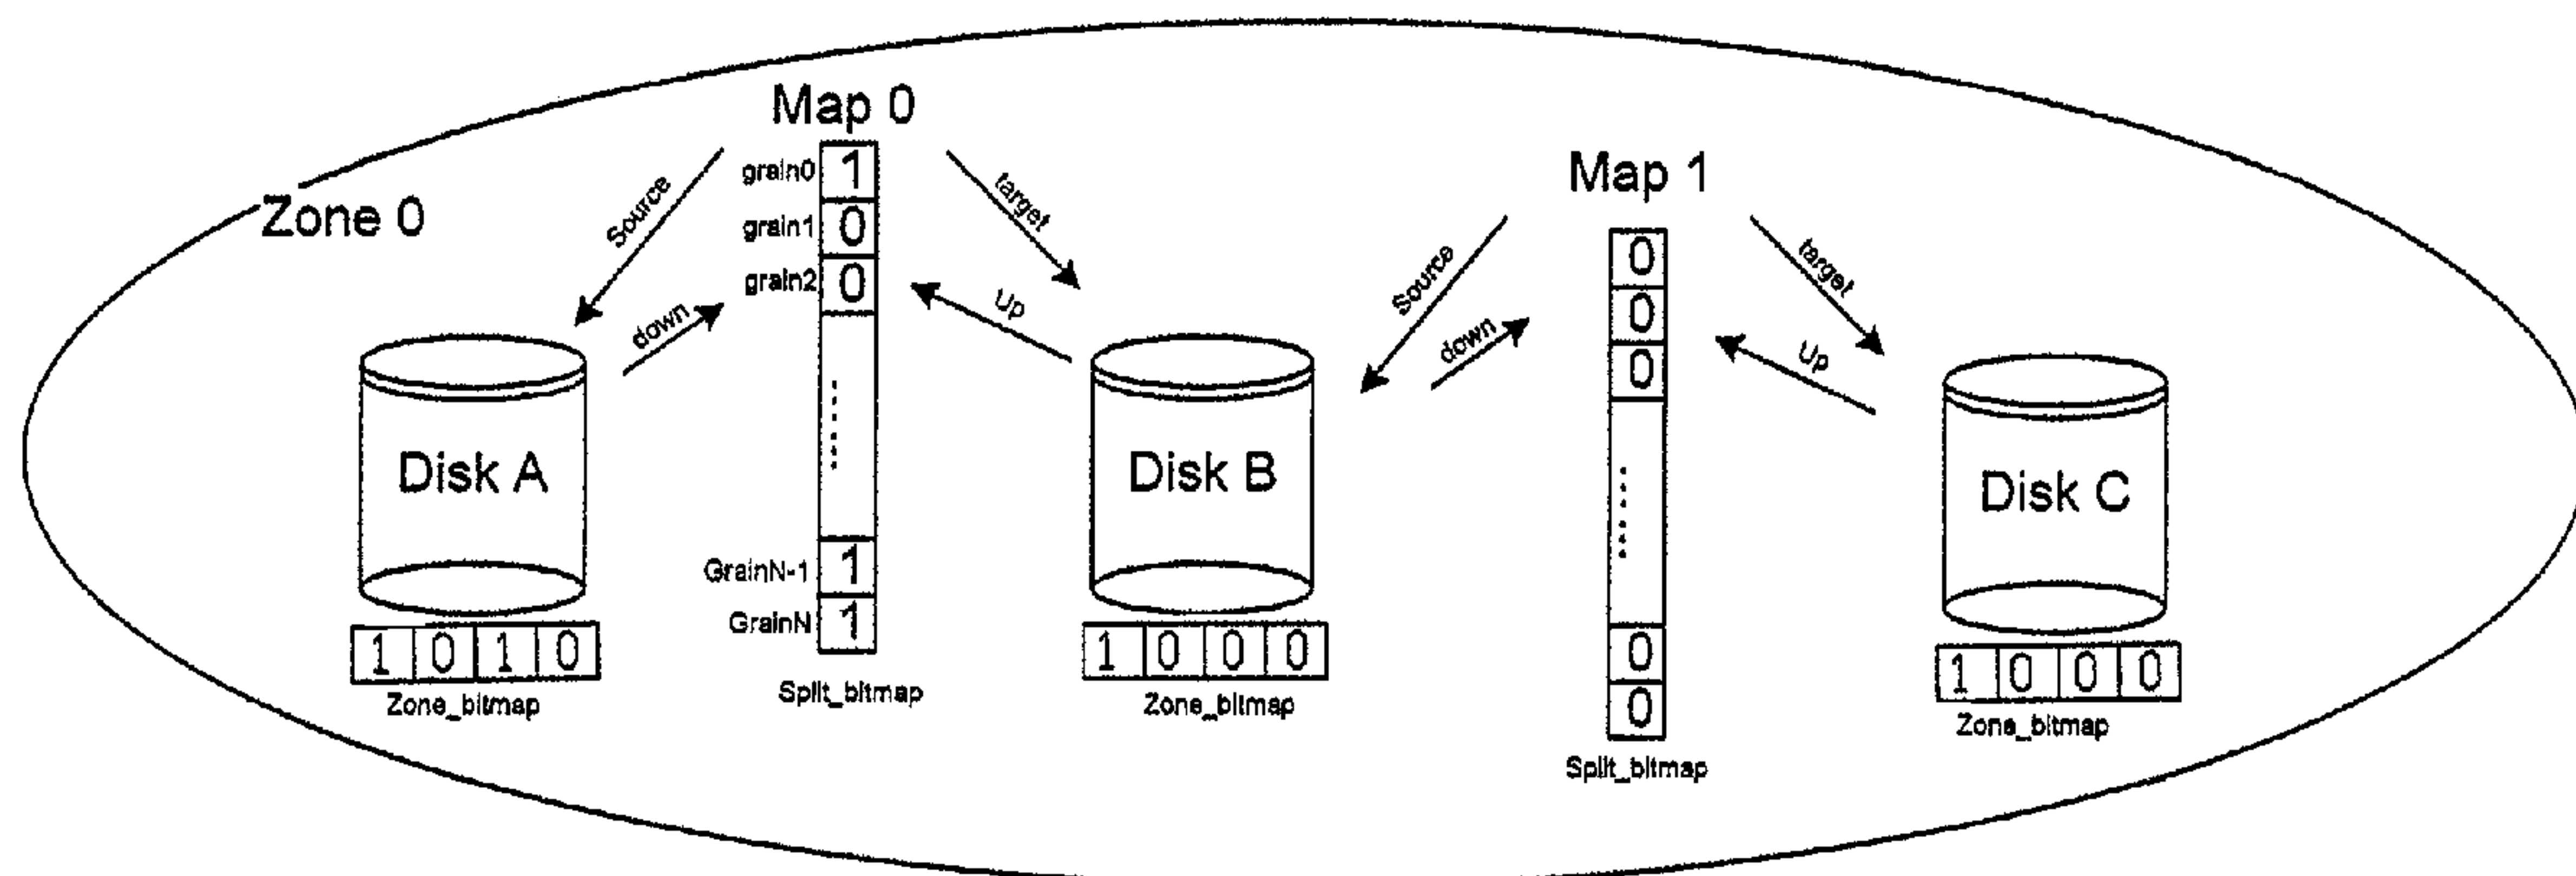 Map 0
grain0 1
grain1 0
grain2 0
GrainN-1 1
GrainN 1
Split_bitmap
Zone 0
Source
target
down
Up
Disk A
1 0 1 0
Zone_bitmap
Disk B
1 0 0 0
Zone_bitmap
Map 1
0
0
0
0
0
Split_bitmap
Source
target
down
Up
Disk C
1 0 0 0
Zone_bitmap